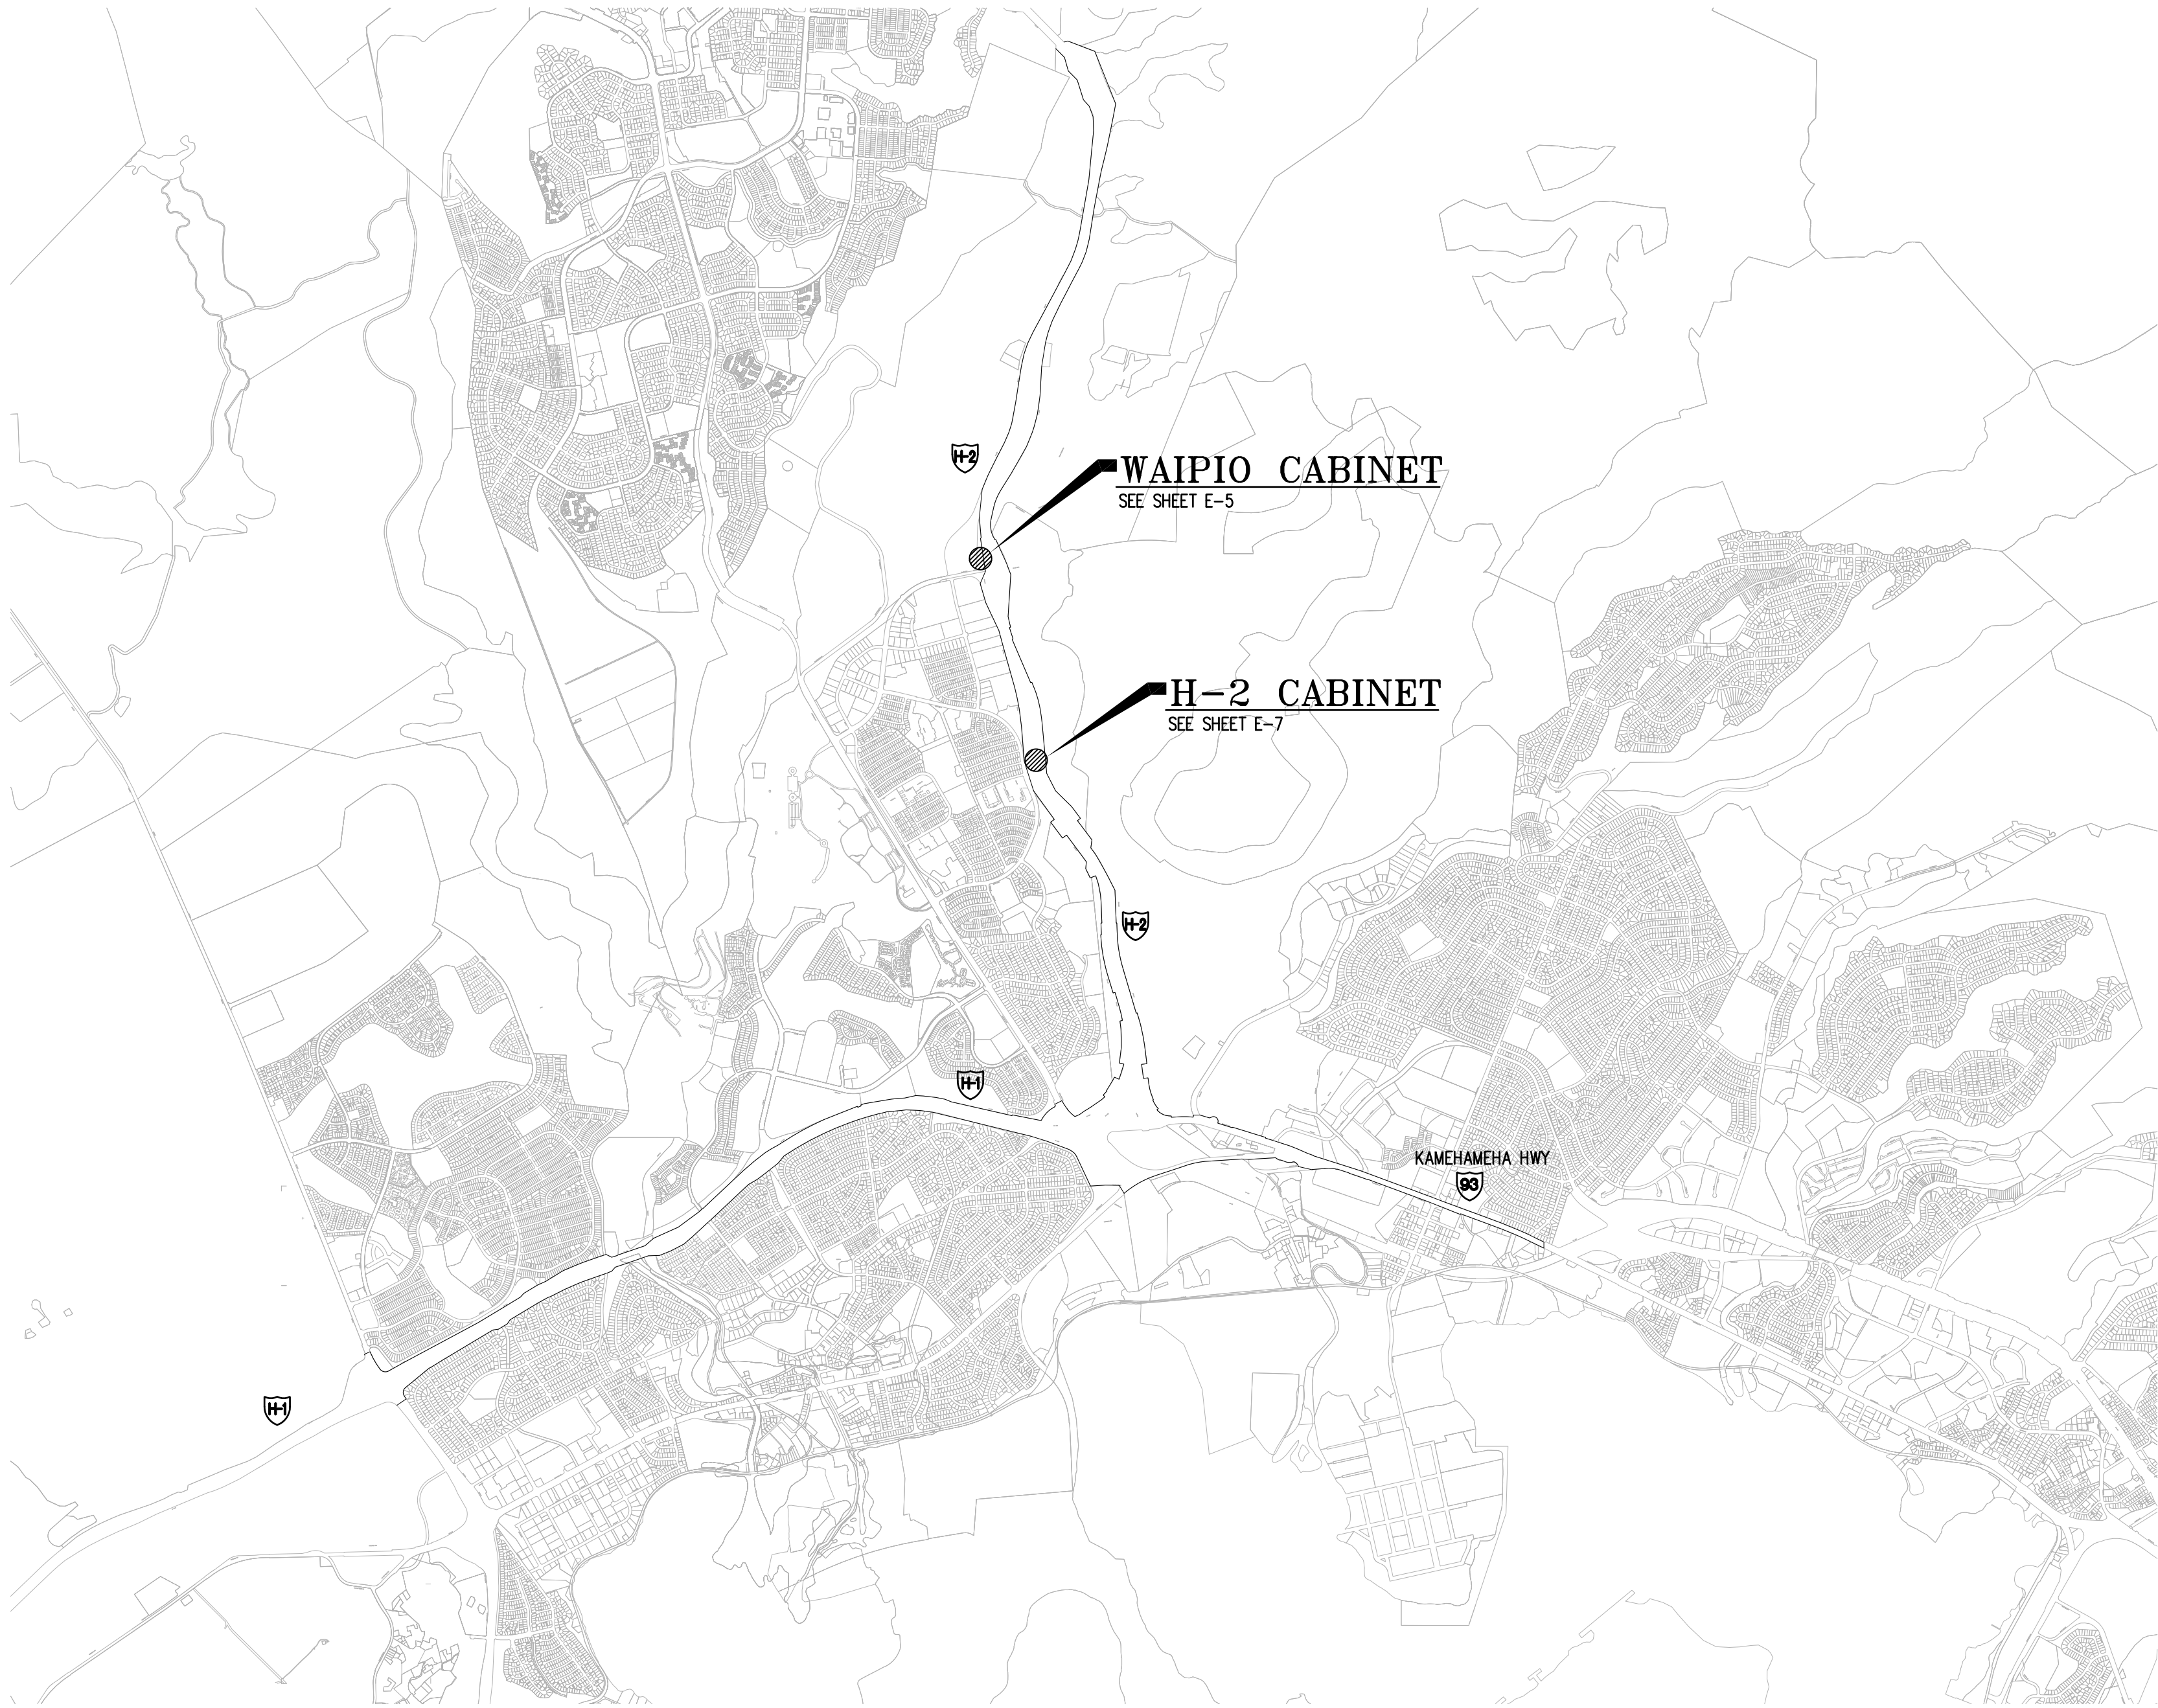 H-2
WAIPIO CABINET
SEE SHEET E-5
H-2 CABINET
SEE SHEET E-7
H-2
H-1
KAMEHAMEHA HWY
93
H-1